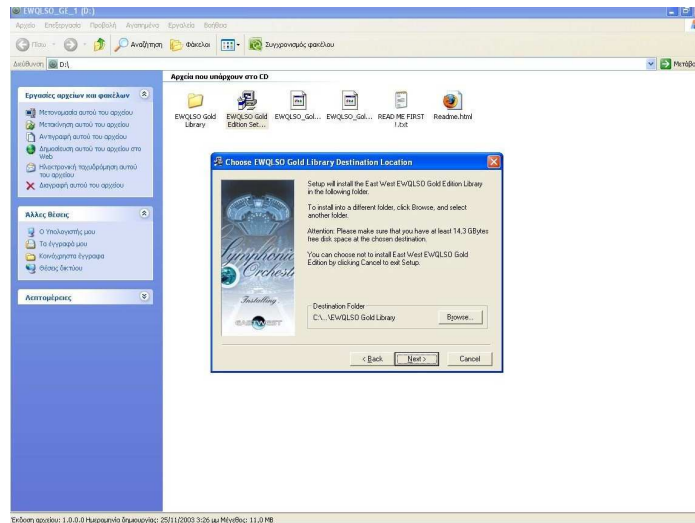 EWQLSO_GE_1 (D:)
Αρχείο Επεξεργασία Προβολή Αγαπημένα Εργαλεία Βοήθεια
Πίσω Αναζήτηση Φάκελοι Συγχρονισμός φακέλου
Διεύθυνση D:\ Μετάβα
Αρχεία που υπάρχουν στο CD
Εργασίες αρχείων και φακέλων
Μετονομασία αυτού του αρχείου
Μετακίνηση αυτού του αρχείου
Αντιγραφή αυτού του αρχείου
Δημοσίευση αυτού του αρχείου στο
Web
Ηλεκτρονική ταχυδρόμηση αυτού
του αρχείου
Διαγραφή αυτού του αρχείου
Άλλες θέσεις
Ο Υπολογιστής μου
Τα έγγραφά μου
Κοινόχρηστα έγγραφα
Θέσεις δικτύου
Λεπτομέρειες
EWQLSO Gold
Library
EWQLSO Gold
Edition Set...
EWQLSO_Gol...
EWQLSO_Gol...
READ ME FIRST
!.txt
Readme.html
Choose EWQLSO Gold Library Destination Location
Setup will install the East West EWQLSO Gold Edition Library
in the following folder.
To install into a different folder, click Browse, and select
another folder.
Attention: Please make sure that you have at least 14,3 GBytes
free disk space at the chosen destination.
You can choose not to install East West EWQLSO Gold
Edition by clicking Cancel to exit Setup.
Symphonic
Orchestr
Installing
EASTWEST
Destination Folder
C:\...\EWQLSO Gold Library Browse...
< Back Next > Cancel
Έκδοση αρχείου: 1.0.0.0 Ημερομηνία δημιουργίας: 25/11/2003 3:26 μμ Μέγεθος: 11,0 MB